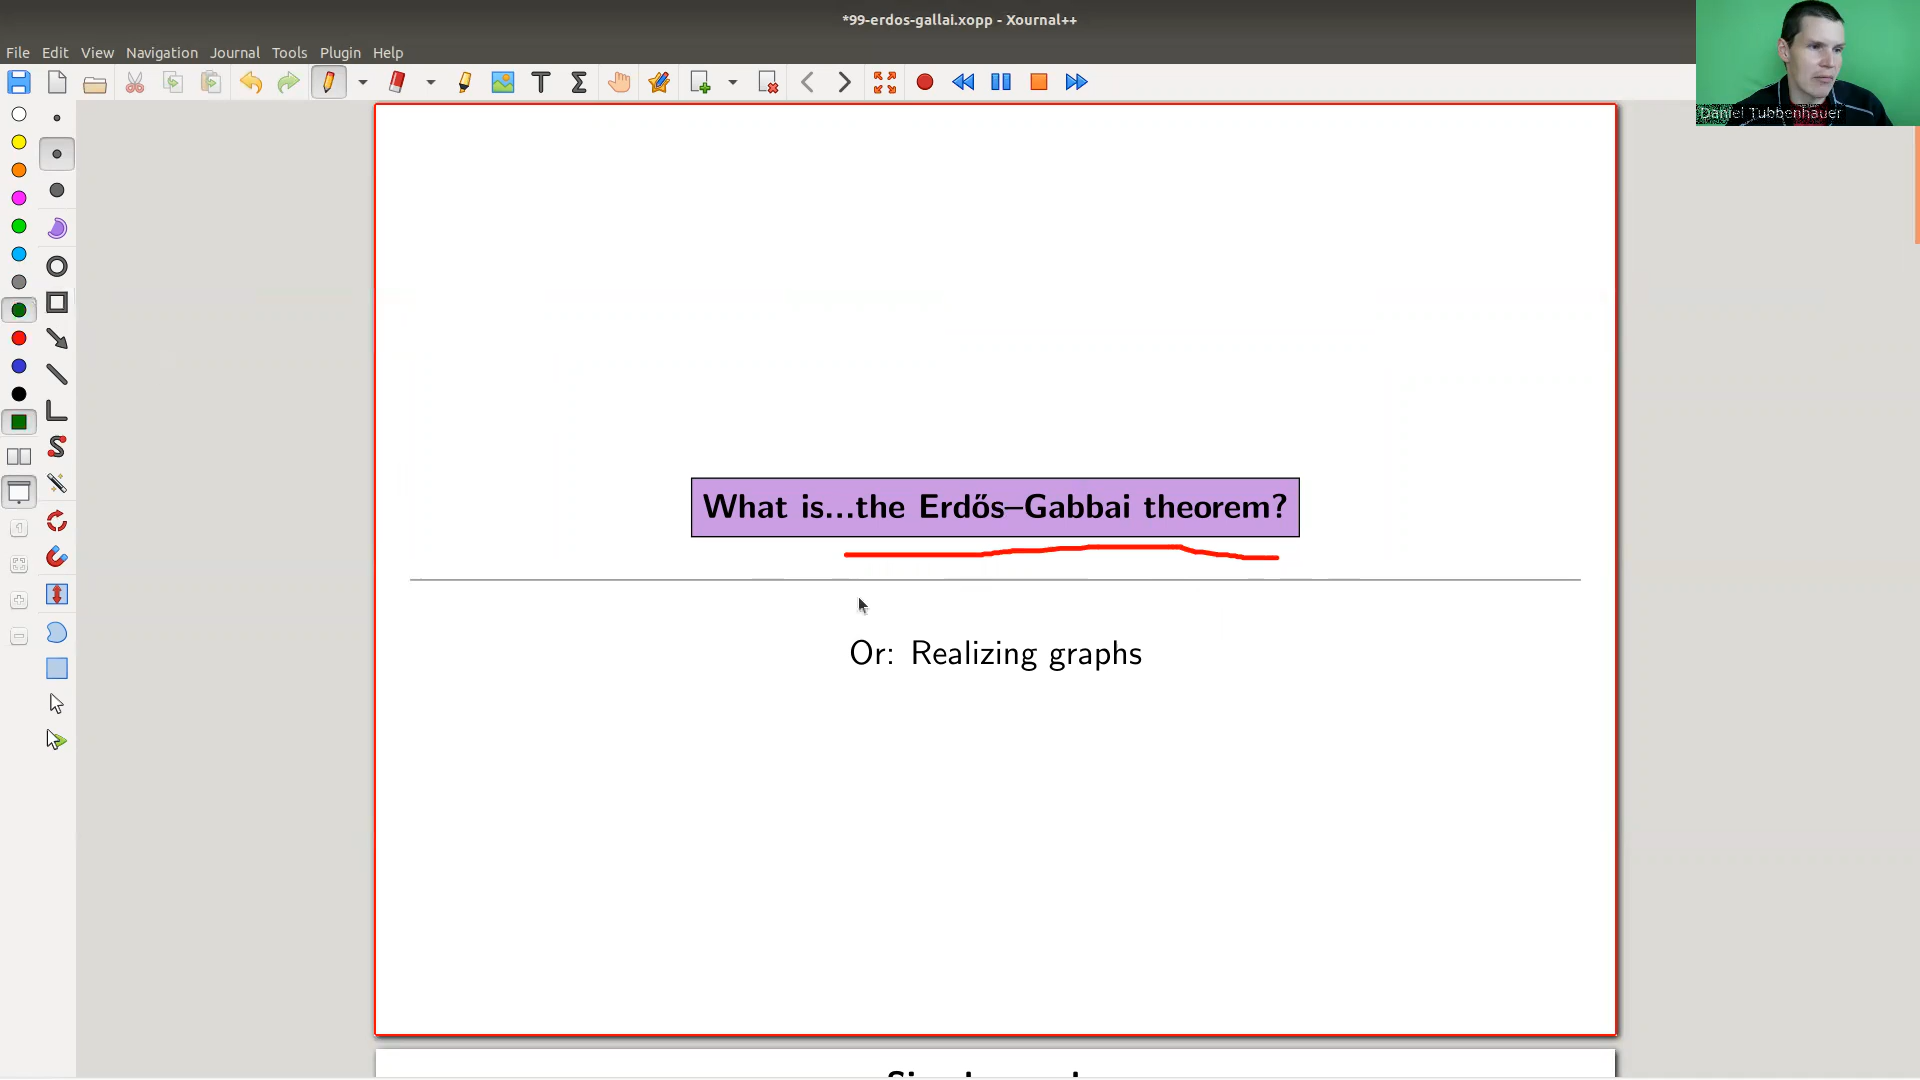 *99-erdos-gallai.xopp - Xournal++
File Edit View Navigation Journal Tools Plugin Help
Daniel Tubbenhauer
What is...the Erdős–Gabbai theorem?
Or: Realizing graphs